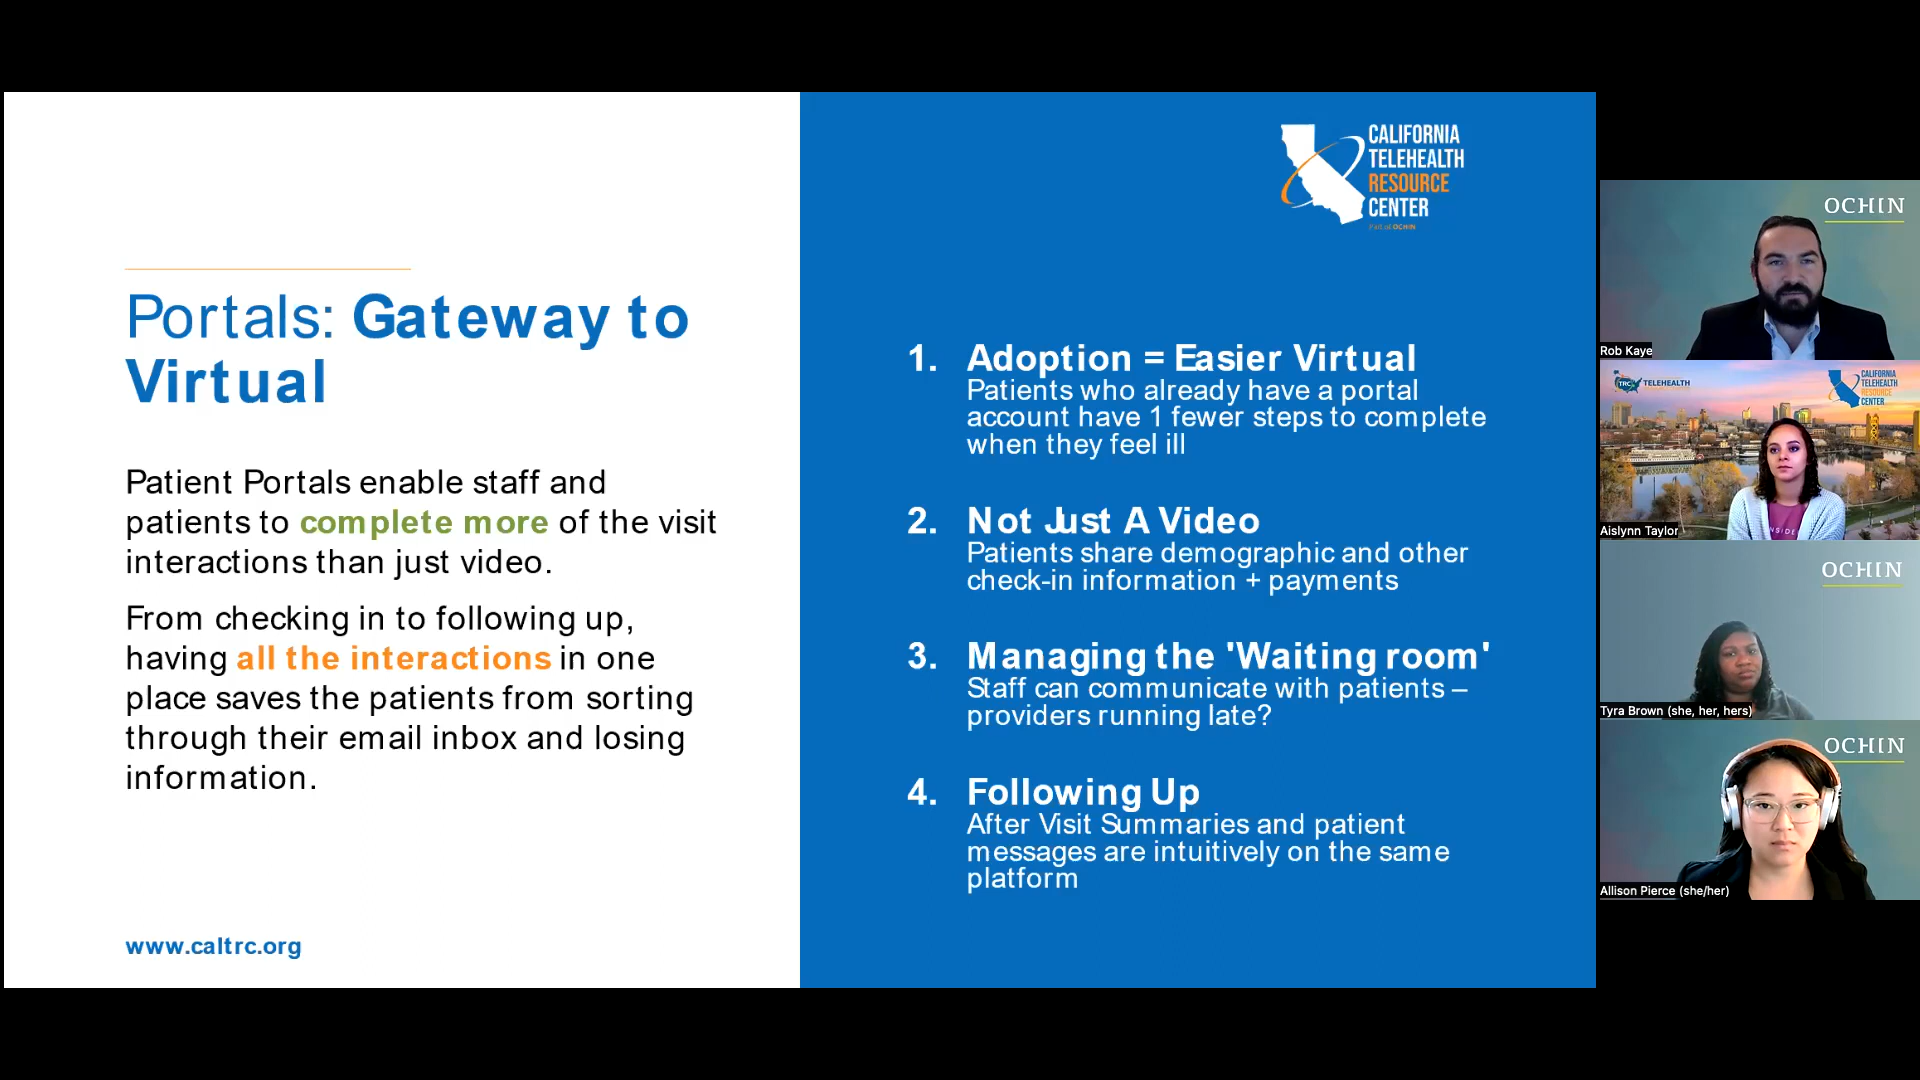 Portals: Gateway to
Virtual
Patient Portals enable staff and
patients to complete more of the visit
interactions than just video.
From checking in to following up,
having all the interactions in one
place saves the patients from sorting
through their email inbox and losing
information.
www.caltrc.org
CALIFORNIA
TELEHEALTH
RESOURCE
CENTER
Part of OCHIN
1. Adoption = Easier Virtual
Patients who already have a portal
account have 1 fewer steps to complete
when they feel ill
2. Not Just A Video
Patients share demographic and other
check-in information + payments
3. Managing the 'Waiting room'
Staff can communicate with patients –
providers running late?
4. Following Up
After Visit Summaries and patient
messages are intuitively on the same
platform
OCHIN
Rob Kaye
TRC TELEHEALTH
CALIFORNIA
TELEHEALTH
RESOURCE
CENTER
Aislynn Taylor
OCHIN
Tyra Brown (she, her, hers)
OCHIN
Allison Pierce (she/her)